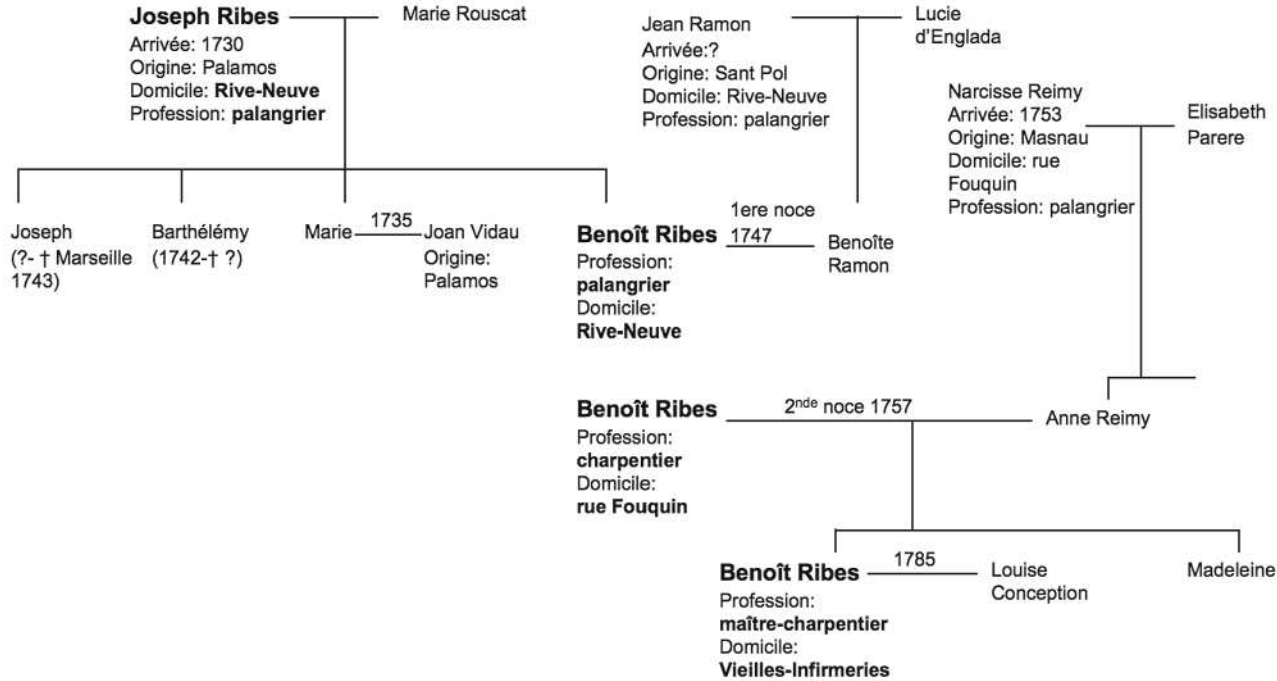 Joseph Ribes
Arrivée: 1730
Origine: Palamos
Domicile: Rive-Neuve
Profession: palangrier
Marie Rouscat
Jean Ramon
Arrivée:?
Origine: Sant Pol
Domicile: Rive-Neuve
Profession: palangrier
Lucie
d'Englada
Narcisse Reimy
Arrivée: 1753
Origine: Masnau
Domicile: rue
Fouquin
Profession: palangrier
Elisabeth
Parere
Joseph
(?- † Marseille
1743)
Barthélémy
(1742-† ?)
Marie
1735
Joan Vidau
Origine:
Palamos
Benoît Ribes
Profession:
palangrier
Domicile:
Rive-Neuve
1ere noce
1747
Benoîte
Ramon
Benoît Ribes
Profession:
charpentier
Domicile:
rue Fouquin
2nde noce 1757
Anne Reimy
Benoît Ribes
Profession:
maître-charpentier
Domicile:
Vieilles-Infirmeries
1785
Louise
Conception
Madeleine